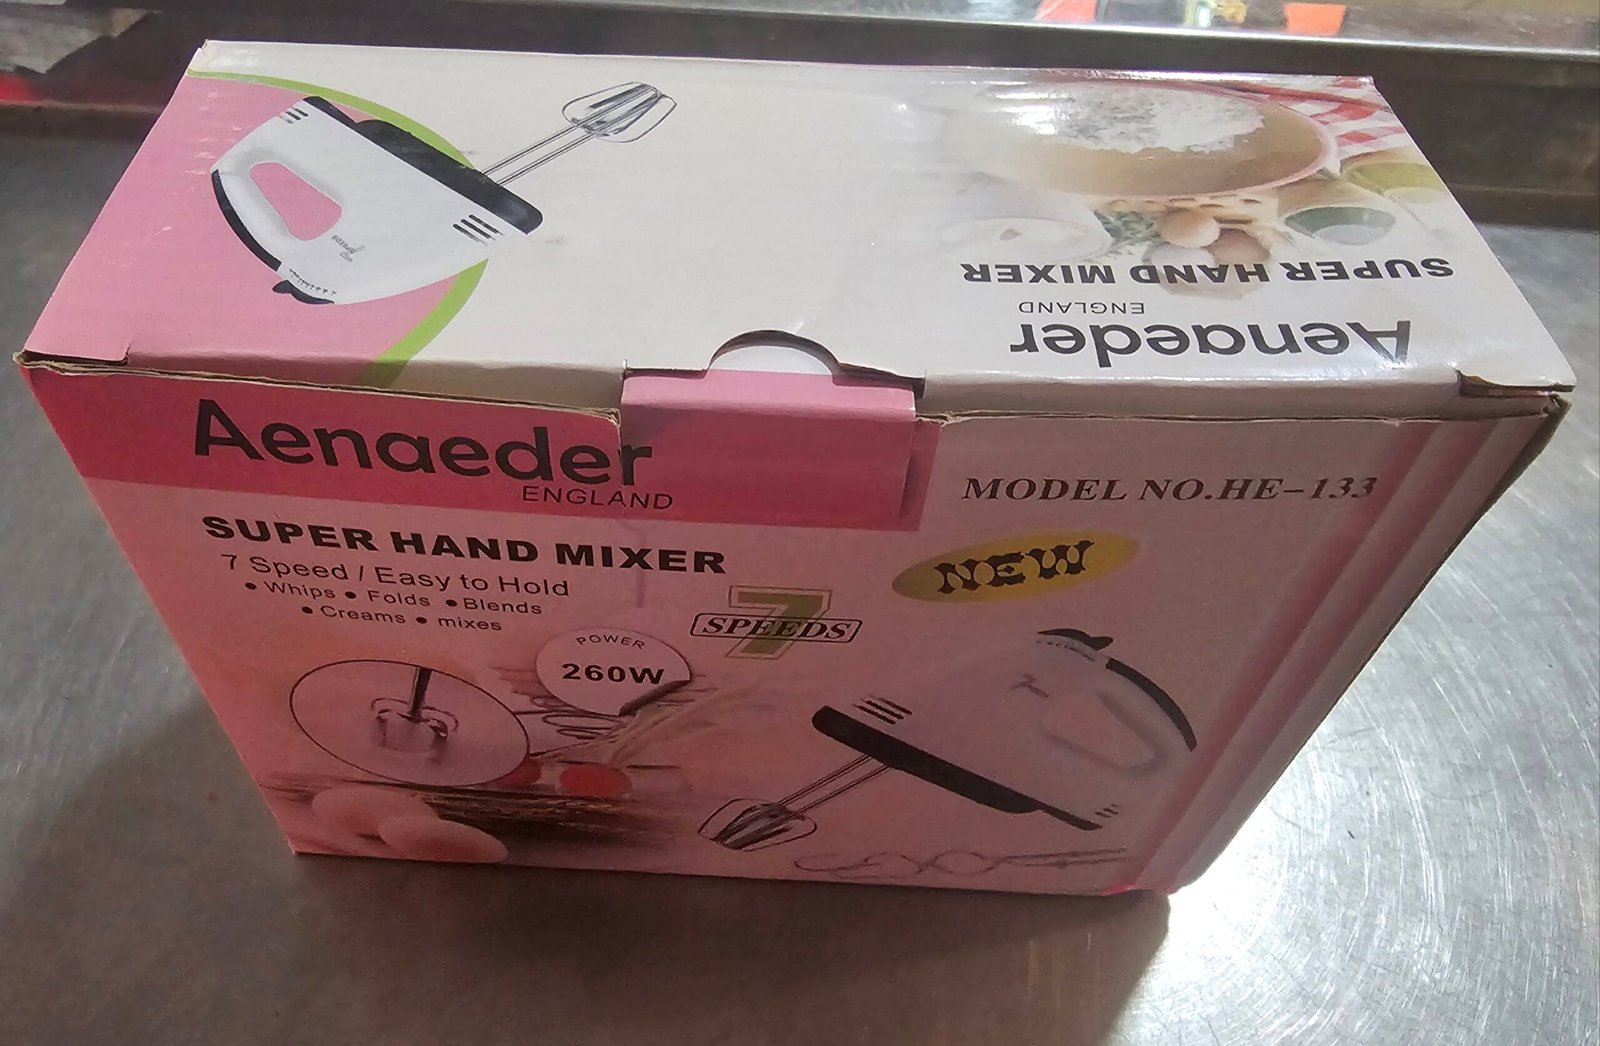 SUPER HAND MIXER
ENGLAND
Aenaeder
Aenaeder
ENGLAND
SUPER HAND MIXER
7 Speed / Easy to Hold
• Whips • Folds • Blends
• Creams • mixes
POWER
260W
7
SPEEDS
MODEL NO.HE-133
NEW